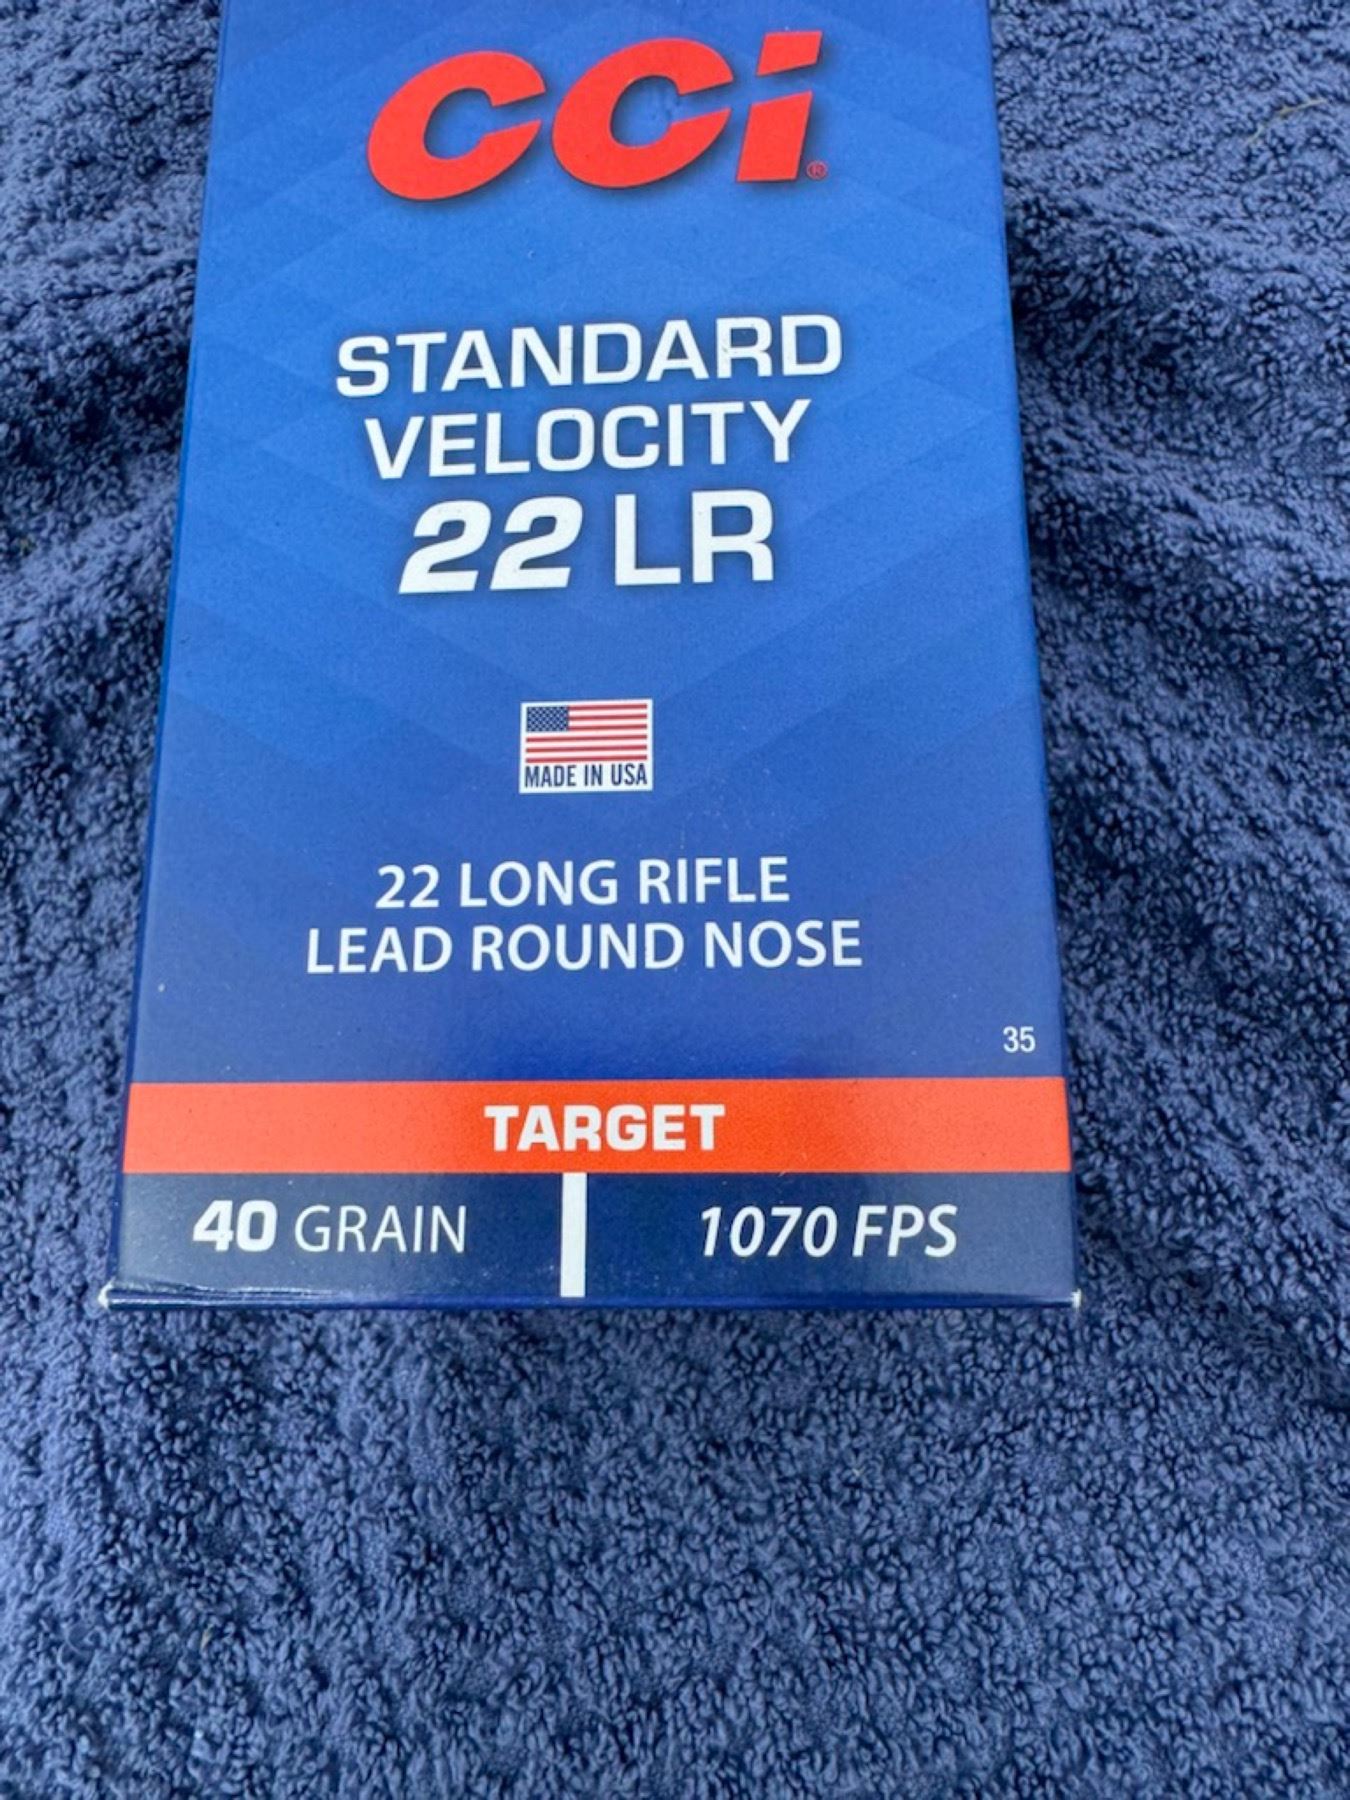 CCI®
STANDARD
VELOCITY
22 LR
MADE IN USA
22 LONG RIFLE
LEAD ROUND NOSE
35
TARGET
40 GRAIN
1070 FPS